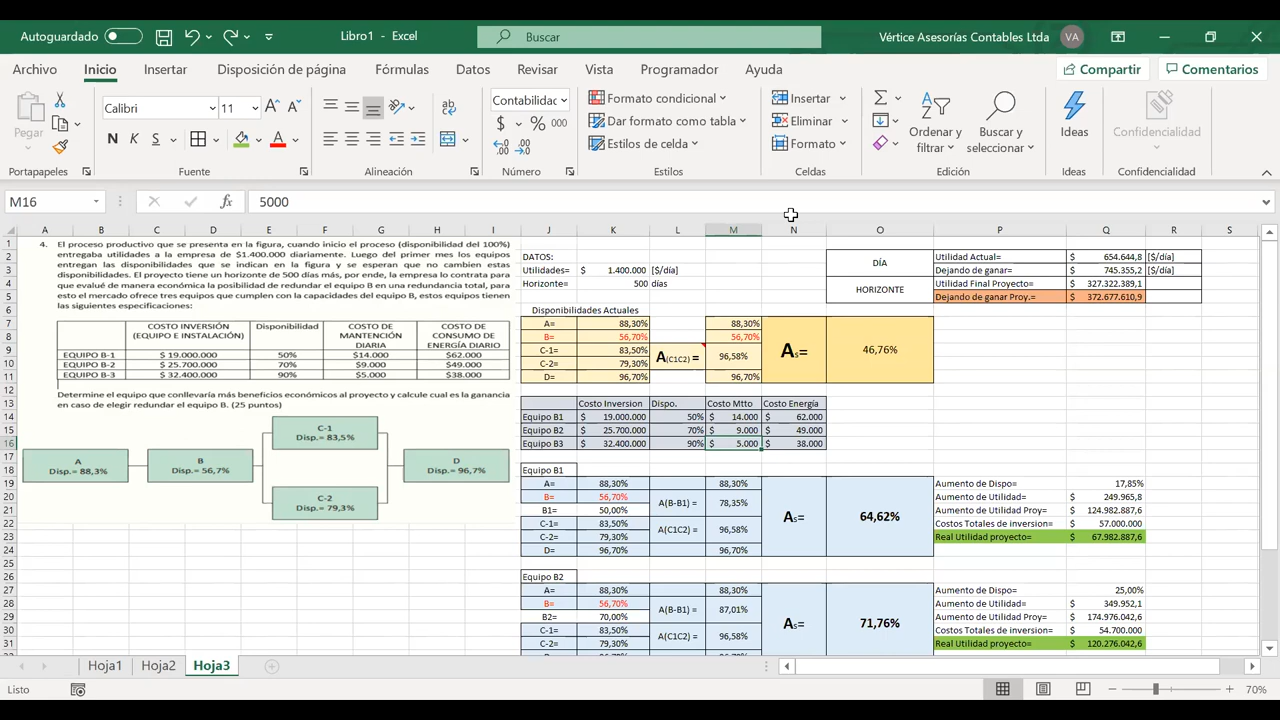 Autoguardado
Libro1 - Excel
Buscar
Vértice Asesorías Contables Ltda
VA
Archivo Inicio Insertar Disposición de página Fórmulas Datos Revisar Vista Programador Ayuda
Compartir
Comentarios
Pegar
Portapapeles
Calibri 11
N K S
Fuente
Alineación
Contabilidac
$ % 000
Número
Formato condicional
Dar formato como tabla
Estilos de celda
Estilos
Insertar
Eliminar
Formato
Celdas
Ordenar y filtrar
Buscar y seleccionar
Edición
Ideas
Ideas
Confidencialidad
Confidencialidad
M16
fx
5000
A B C D E F G H I J K L M N O P Q R S
4. El proceso productivo que se presenta en la figura, cuando inicio el proceso (disponibilidad del 100%)
entregaba utilidades a la empresa de $1.400.000 diariamente. Luego del primer mes los equipos
entregan las disponibilidades que se indican en la figura y se esperan que no cambien estas
disponibilidades. El proyecto tiene un horizonte de 500 días más, por ende, la empresa lo contrata para
que evalué de manera económica la posibilidad de redundar el equipo B en una redundancia total, para
esto el mercado ofrece tres equipos que cumplen con la capacidades del equipo B, estos equipos tienen
las siguientes especificaciones:
COSTO INVERSIÓN (EQUIPO E INSTALACIÓN) Disponibilidad COSTO DE MANTENCIÓN DIARIA COSTO DE CONSUMO DE ENERGÍA DIARIO
EQUIPO B-1 $ 19.000.000 50% $14.000 $62.000
EQUIPO B-2 $ 25.700.000 70% $9.000 $49.000
EQUIPO B-3 $ 32.400.000 90% $5.000 $38.000
Determine el equipo que conllevaría más beneficios económicos al proyecto y calcule cual es la ganancia
en caso de elegir redundar el equipo B. (25 puntos)
A
Disp.= 88,3%
B
Disp.= 56,7%
C-1
Disp.= 83,5%
C-2
Disp.= 79,3%
D
Disp.= 96,7%
DATOS:
Utilidades= $ 1.400.000 [$/día]
Horizonte= 500 días
DÍA
Utilidad Actual= $ 654.644,8 [$/día]
Dejando de ganar= $ 745.355,2 [$/día]
HORIZONTE
Utilidad Final Proyecto= $ 327.322.389,1
Dejando de ganar Proy.= $ 372.677.610,9
Disponibilidades Actuales
A= 88,30% 88,30%
B= 56,70% 56,70%
C-1= 83,50% A(C1C2) = 96,58%
C-2= 79,30%
D= 96,70% 96,70%
As= 46,76%
Costo Inversion Dispo. Costo Mtto Costo Energía
Equipo B1 $ 19.000.000 50% $ 14.000 $ 62.000
Equipo B2 $ 25.700.000 70% $ 9.000 $ 49.000
Equipo B3 $ 32.400.000 90% $ 5.000 $ 38.000
Equipo B1
A= 88,30% 88,30%
B= 56,70% A(B-B1) = 78,35%
B1= 50,00%
C-1= 83,50% A(C1C2) = 96,58%
C-2= 79,30%
D= 96,70% 96,70%
As= 64,62%
Aumento de Dispo= 17,85%
Aumento de Utilidad= $ 249.965,8
Aumento de Utilidad Proy= $ 124.982.887,6
Costos Totales de inversion= $ 57.000.000
Real Utilidad proyecto= $ 67.982.887,6
Equipo B2
A= 88,30% 88,30%
B= 56,70% A(B-B1) = 87,01%
B2= 70,00%
C-1= 83,50% A(C1C2) = 96,58%
C-2= 79,30%
As= 71,76%
Aumento de Dispo= 25,00%
Aumento de Utilidad= $ 349.952,1
Aumento de Utilidad Proy= $ 174.976.042,6
Costos Totales de inversion= $ 54.700.000
Real Utilidad proyecto= $ 120.276.042,6
Hoja1 Hoja2 Hoja3
Listo
70%